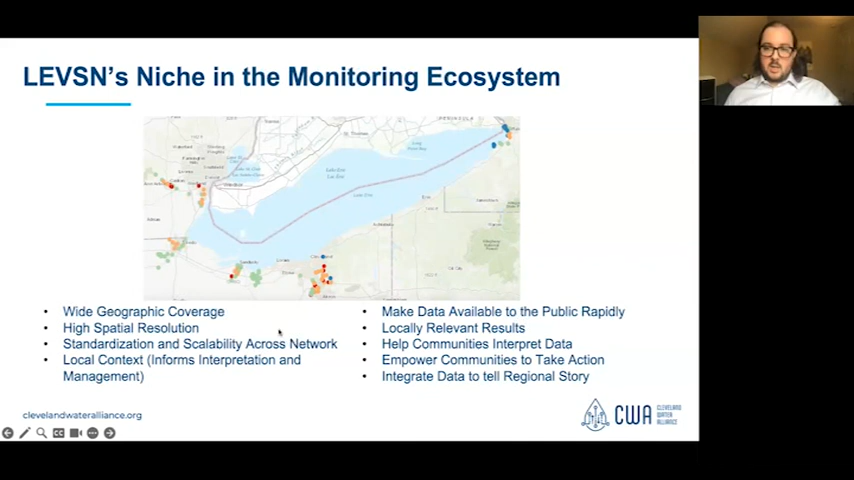 LEVSN's Niche in the Monitoring Ecosystem
• Wide Geographic Coverage
• High Spatial Resolution
• Standardization and Scalability Across Network
• Local Context (Informs Interpretation and
Management)
• Make Data Available to the Public Rapidly
• Locally Relevant Results
• Help Communities Interpret Data
• Empower Communities to Take Action
• Integrate Data to tell Regional Story
clevelandwateralliance.org
CWA
CLEVELAND
WATER
ALLIANCE